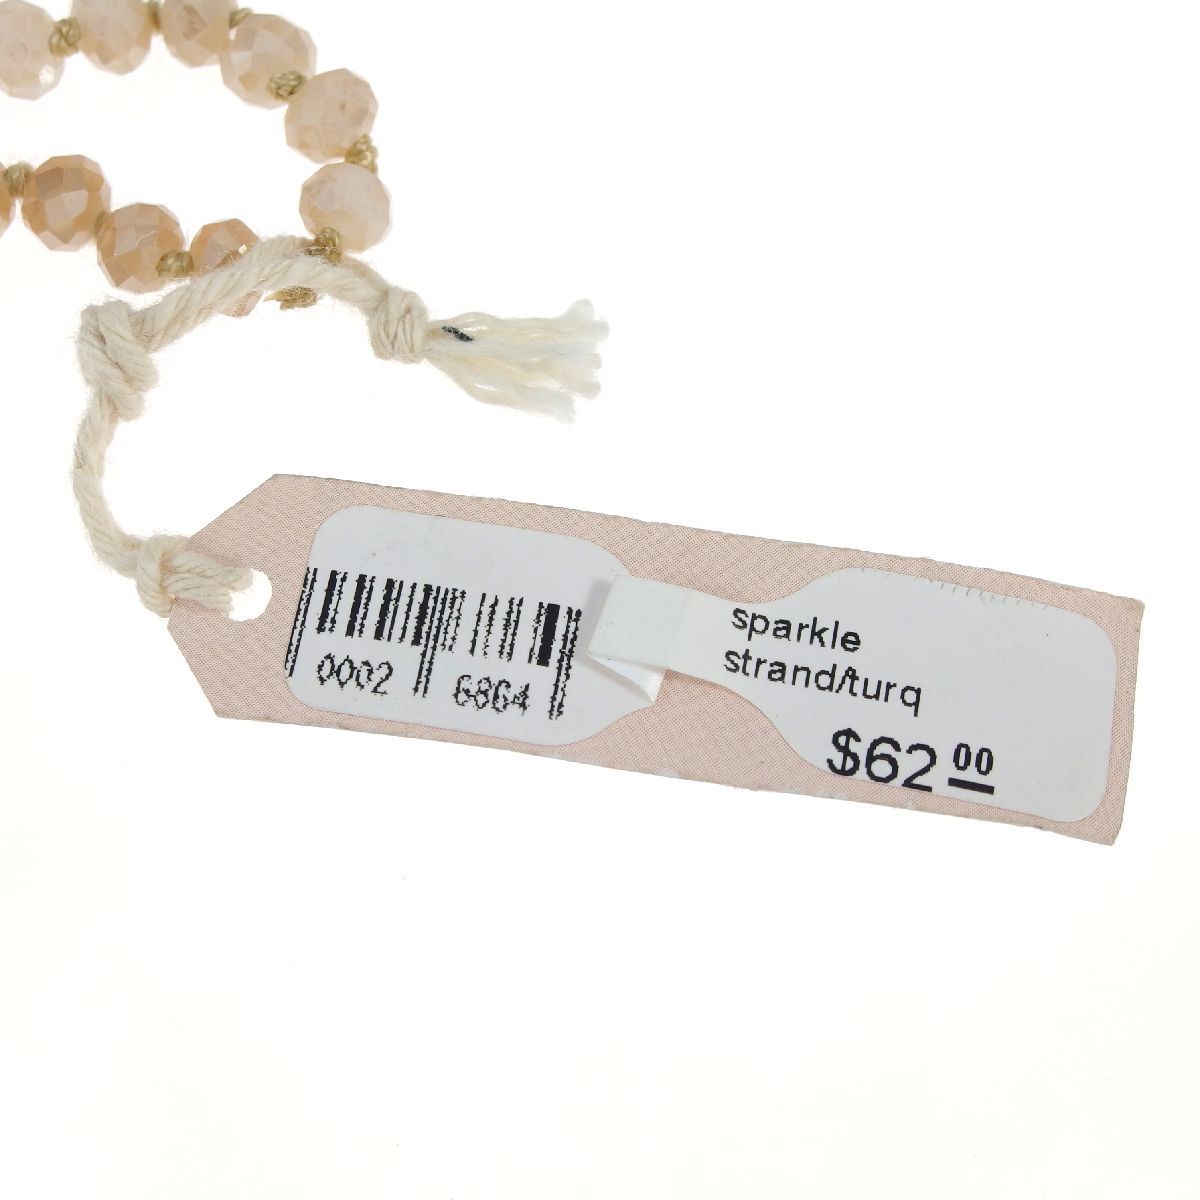 0002 6864
sparkle
strand/turq
$62 00